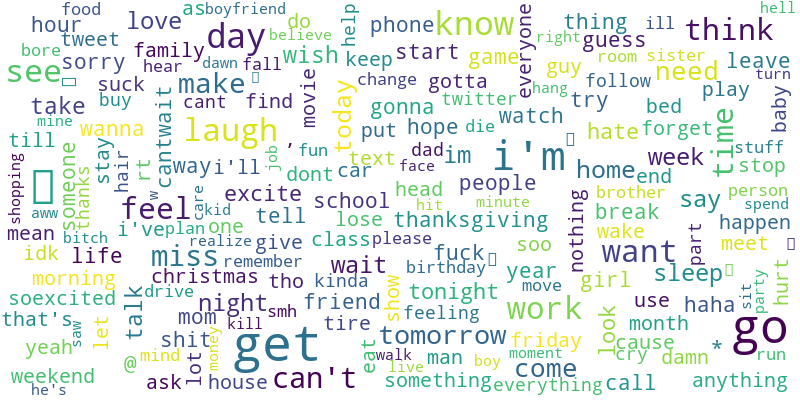 food
asboyfriend
do
hell
hour
love
day
phone
know
thing
ill
think
tweet
believe
help
everyone
right
guess
bore
family
dawn
fall
wish
keep
start
game
guy
room
sister
leave
sorry
hear
see
suck
make
movie
change
gotta
need
turn
cant
find
today
gonna
twitter
hang
follow
play
baby
take
buy
cantwait
wanna
laugh
,
put
hope
die
watch
try
bed
hate
forget
time
stuff
mine
till
stay
hair
rt
way
i'll
job
fun
text
dad
im
i'm
home
end
week
stop
shopping
someone
thanks
dont
car
face
w
care
excite
school
head
people
brother
say
person
spend
aww
feel
kid
hit
minute
nothing
break
happen
mean
bitch
i've
plan
one
tell
lose
thanksgiving
wake
part
meet
idk
life
miss
realize
give
class
please
fuck
soo
want
hurt
remember
wait
birthday
year
sleep
morning
christmas
tho
kinda
move
girl
party
sit
soexcited
drive
night
smh
friend
show
tonight
feeling
work
use
haha
that's
saw
let
talk
mom
kill
tire
tomorrow
friday
look
month
*
go
yeah
shit
money
get
eat
walk
man
boy
moment
cause
cry
damn
run
@
mind
live
come
weekend
he's
ask
lot
house
can't
something
everything
call
anything